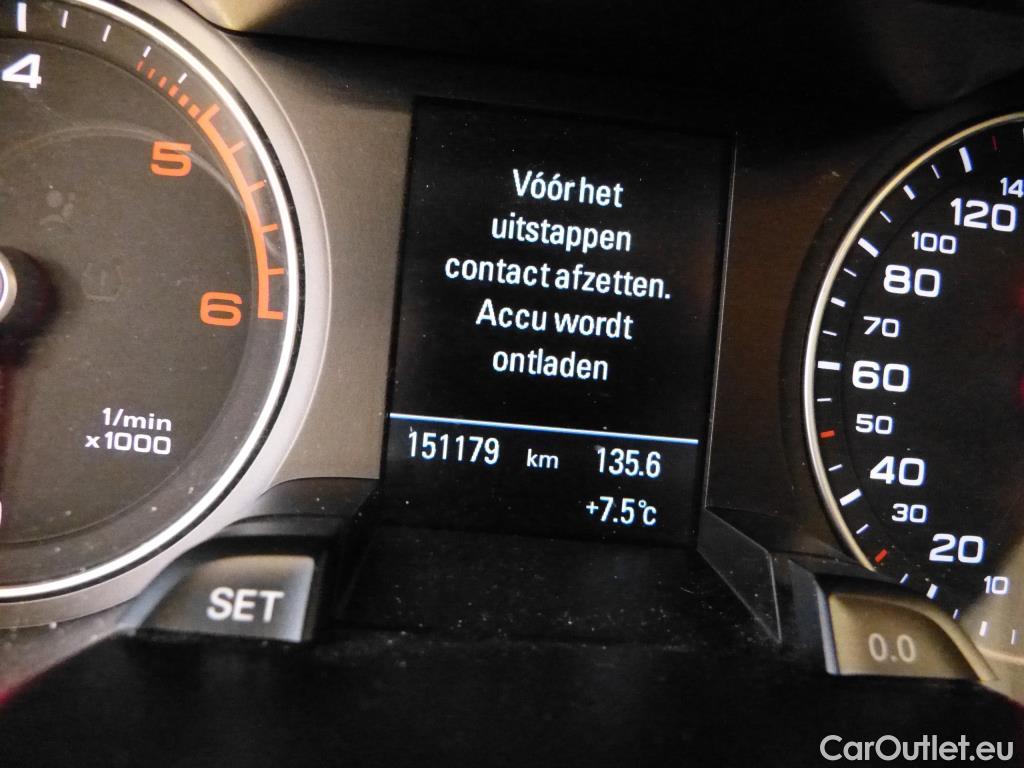 4
5
6
1/min
x1000
Vóór het
uitstappen
contact afzetten.
Accu wordt
ontladen
151179 km 135.6
+7.5°C
SET
14
120
100
80
70
60
50
40
30
20
10
0.0
CarOutlet.eu